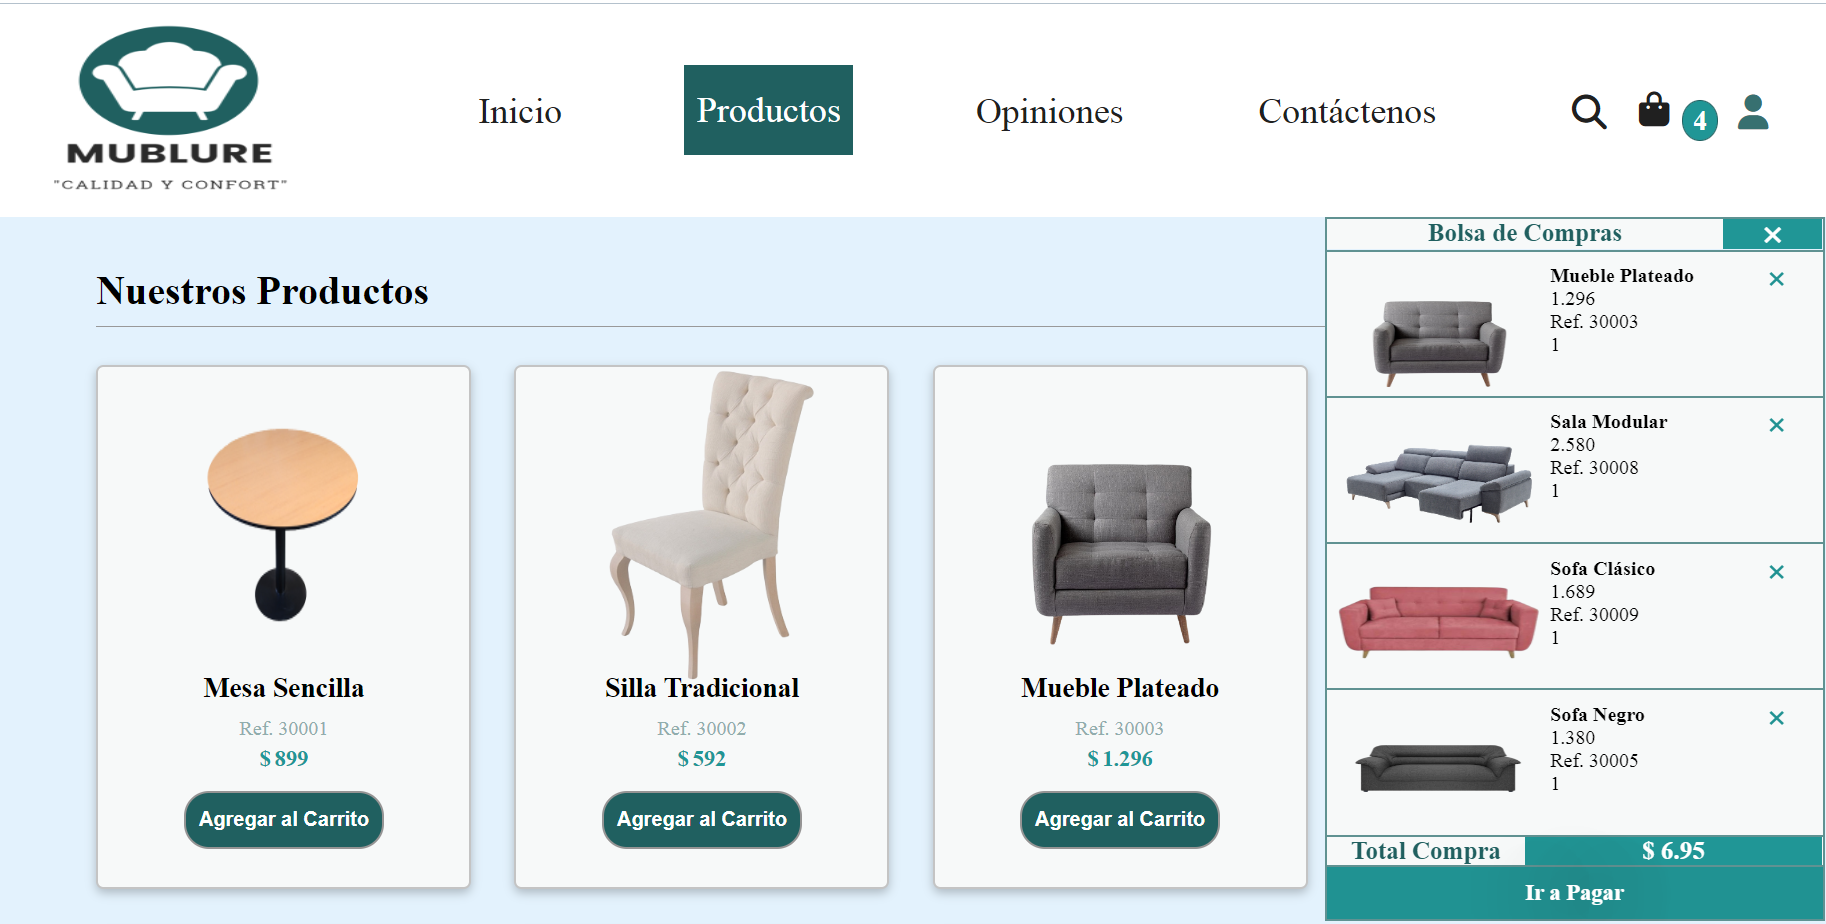 MUBLURE
"CALIDAD Y CONFORT"
Inicio
Productos
Opiniones
Contáctenos
4
Nuestros Productos
Mesa Sencilla
Ref. 30001
$ 899
Agregar al Carrito
Silla Tradicional
Ref. 30002
$ 592
Agregar al Carrito
Mueble Plateado
Ref. 30003
$ 1.296
Agregar al Carrito
Bolsa de Compras
Mueble Plateado
1.296
Ref. 30003
1
Sala Modular
2.580
Ref. 30008
1
Sofa Clásico
1.689
Ref. 30009
1
Sofa Negro
1.380
Ref. 30005
1
Total Compra
$ 6.95
Ir a Pagar